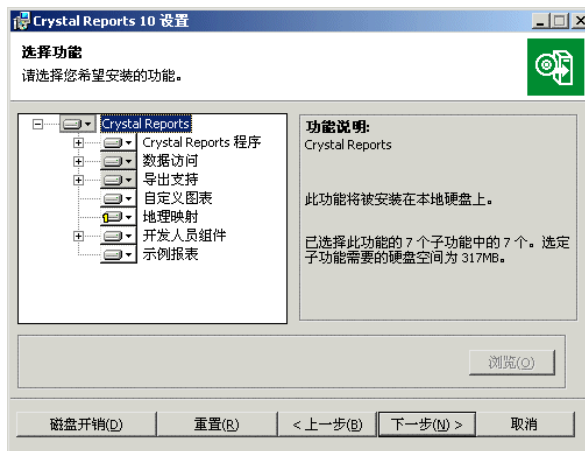 Crystal Reports 10 设置
选择功能
请选择您希望安装的功能。
Crystal Reports
Crystal Reports 程序
数据访问
导出支持
自定义图表
地理映射
开发人员组件
示例报表
功能说明:
Crystal Reports
此功能将被安装在本地硬盘上。
已选择此功能的 7 个子功能中的 7 个。选定
子功能需要的硬盘空间为 317MB。
浏览(O)
磁盘开销(D)
重置(R)
< 上一步(B)
下一步(N) >
取消